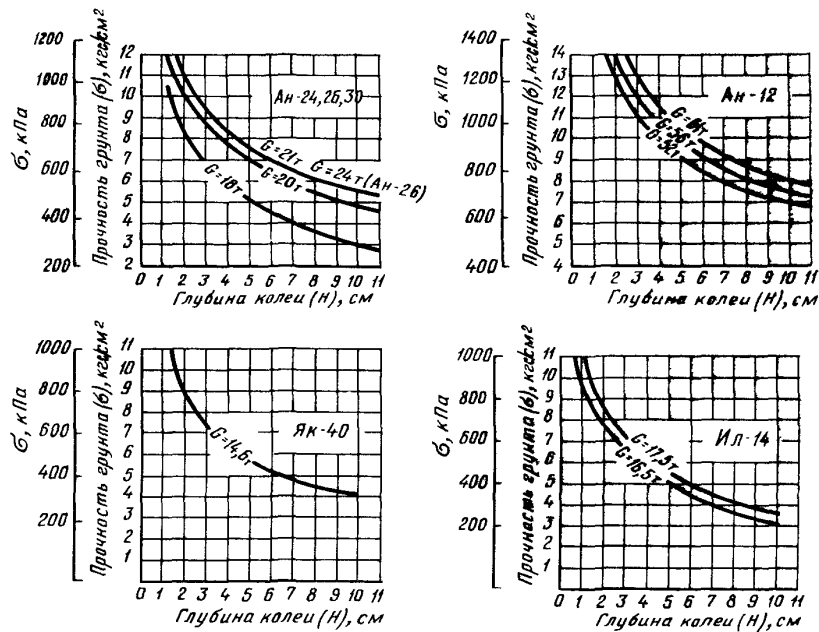 σ, кПа
1200
1000
800
600
400
200
Прочность грунта (σ), кгс/см²
12
11
10
9
8
7
6
5
4
3
2
Ан-24,26,30
G=21т G=24т (Ан-26)
G=20т
G=18т
0 1 2 3 4 5 6 7 8 9 10 11
Глубина колеи (H), см
σ, кПа
1400
1200
1000
800
600
400
Прочность грунта (σ), кгс/см²
14
13
12
11
10
9
8
7
6
5
4
Ан-12
G=61т
G=56т
G=52т
0 1 2 3 4 5 6 7 8 9 10 11
Глубина колеи (H), см
σ, кПа
1000
800
600
400
200
Прочность грунта (σ), кгс/см²
11
10
9
8
7
6
5
4
3
2
1
Як-40
G=14,6т
0 1 2 3 4 5 6 7 8 9 10 11
Глубина колеи (H), см
σ, кПа
1000
800
600
400
200
Прочность грунта (σ), кгс/см²
11
10
9
8
7
6
5
4
3
2
1
Ил-14
G=17,5т
G=16,5т
0 1 2 3 4 5 6 7 8 9 10 11
Глубина колеи (H), см